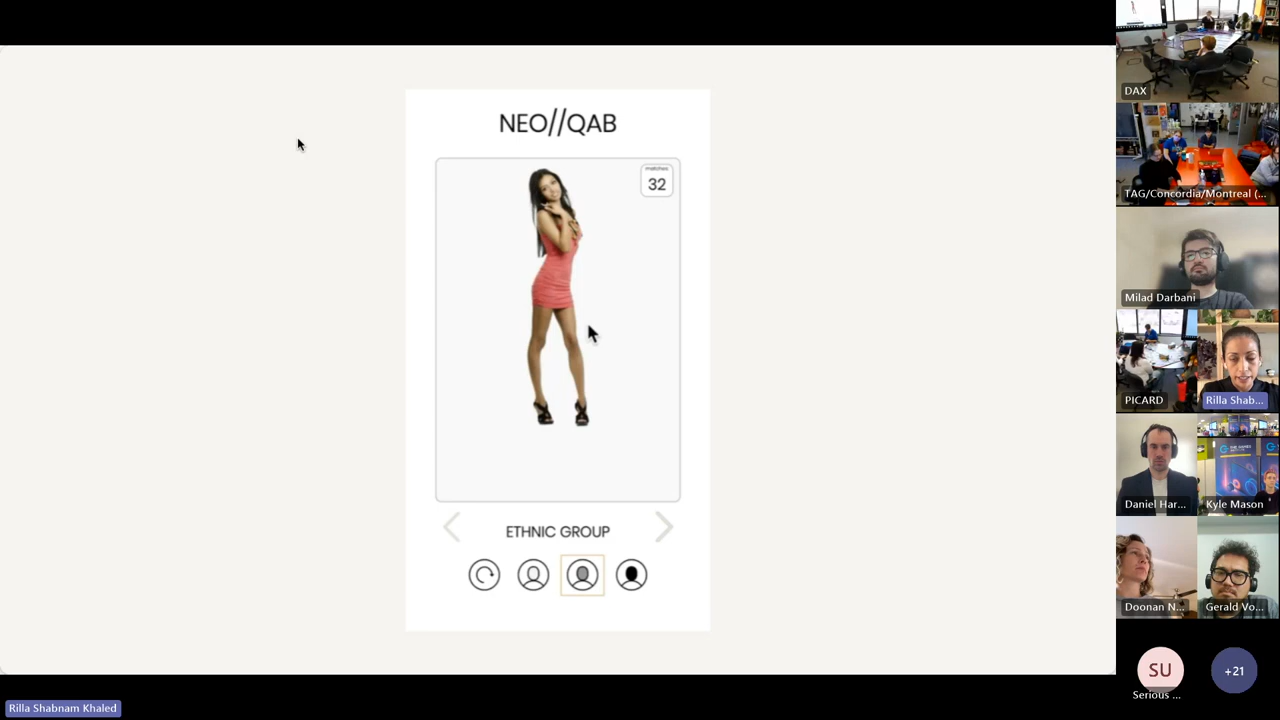 NEO//QAB
matches
32
ETHNIC GROUP
DAX
TAG/Concordia/Montreal (...
Milad Darbani
PICARD
Rilla Shab...
Daniel Har...
Kyle Mason
Doonan N...
Gerald Vo...
SU
Serious ...
+21
Rilla Shabnam Khaled